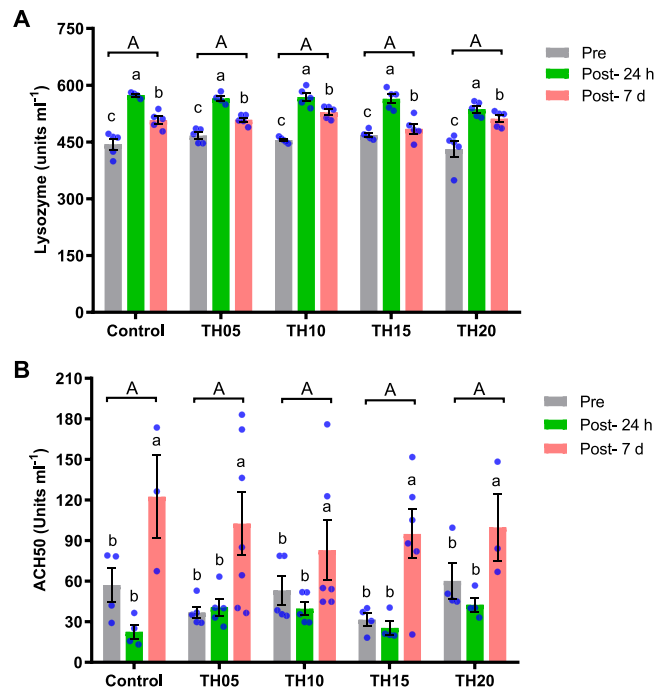 A
A A A A A
Lysozyme (units ml⁻¹)
750
600
450
300
150
0
c a b c a b c a b c a b c a b
Control TH05 TH10 TH15 TH20
Pre
Post- 24 h
Post- 7 d
B
A A A A A
ACH50 (Units ml⁻¹)
210
180
150
120
90
60
30
0
b b a b b a b b a b b a b b a
Control TH05 TH10 TH15 TH20
Pre
Post- 24 h
Post- 7 d